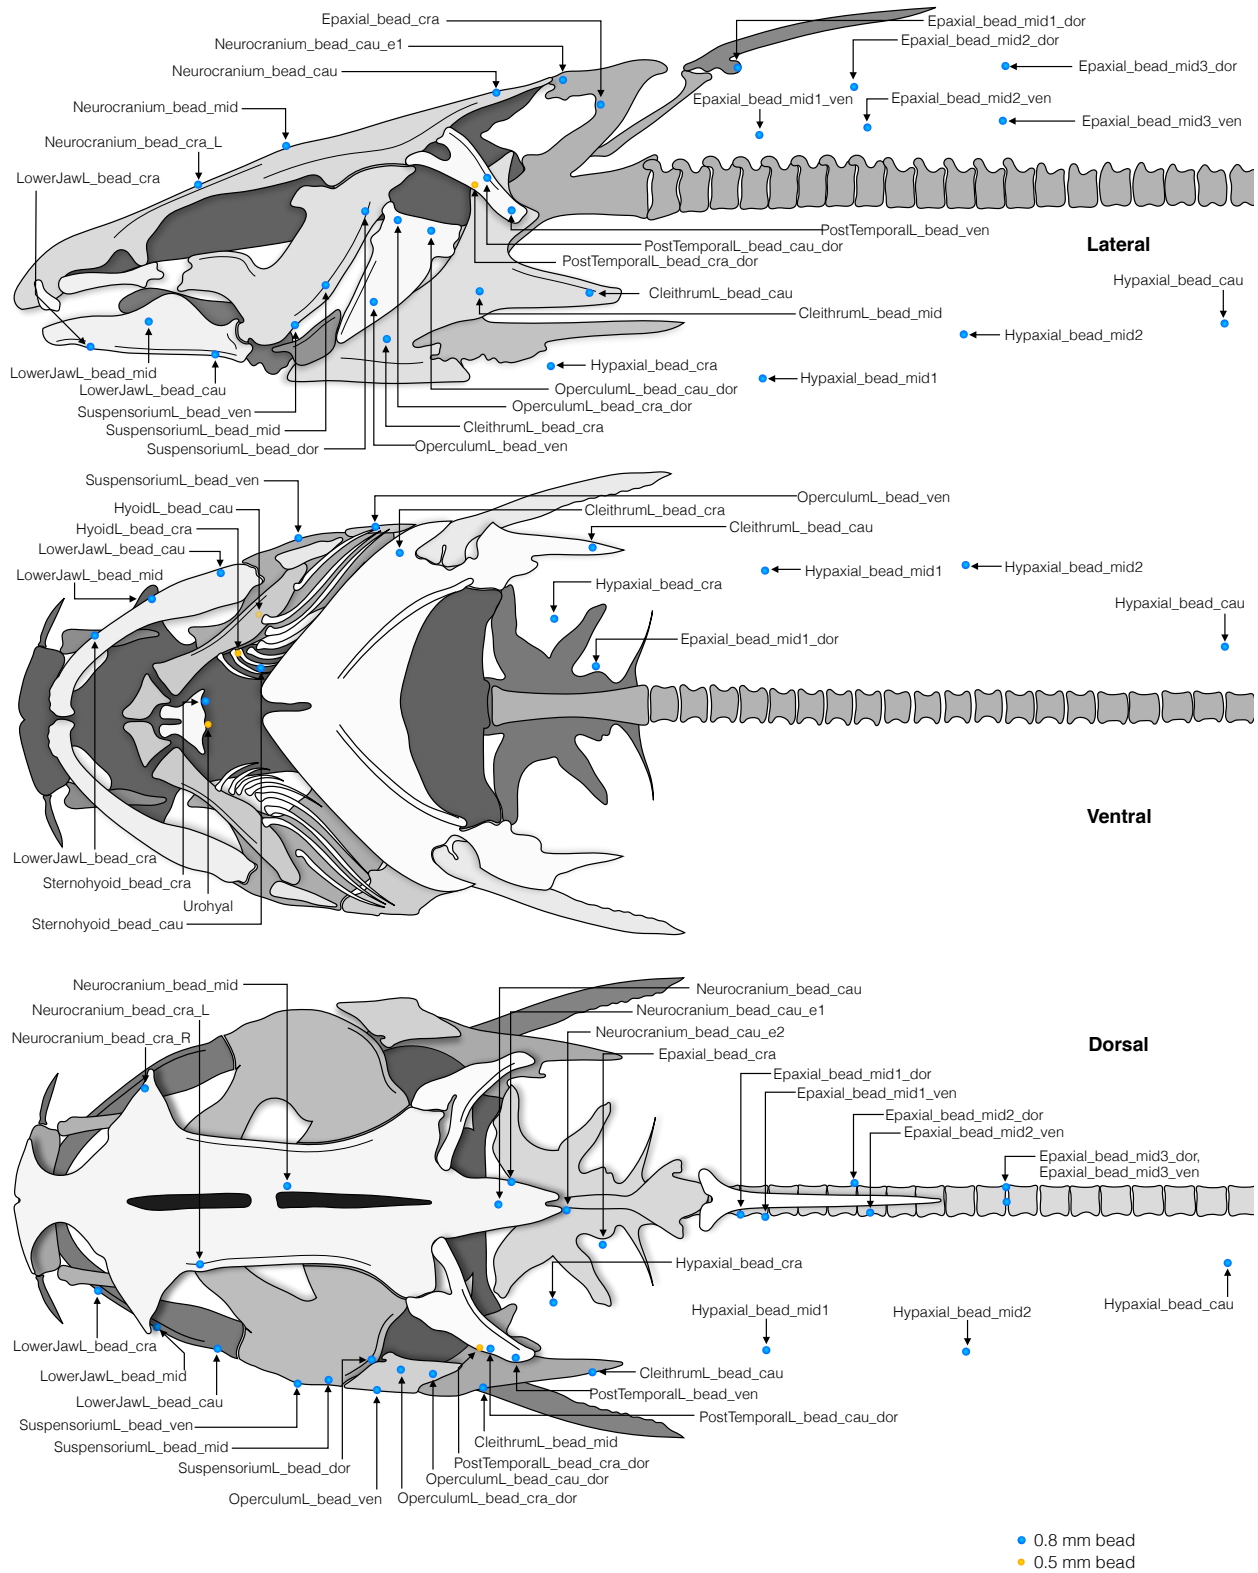 Epaxial_bead_cra
Epaxial_bead_mid1_dor
Neurocranium_bead_cau_e1
Epaxial_bead_mid2_dor
Neurocranium_bead_cau
Epaxial_bead_mid3_dor
Neurocranium_bead_mid
Epaxial_bead_mid1_ven
Epaxial_bead_mid2_ven
Epaxial_bead_mid3_ven
Neurocranium_bead_cra_L
LowerJawL_bead_cra
PostTemporalL_bead_ven
PostTemporalL_bead_cau_dor
Lateral
PostTemporalL_bead_cra_dor
Hypaxial_bead_cau
CleithrumL_bead_cau
CleithrumL_bead_mid
Hypaxial_bead_mid2
LowerJawL_bead_mid
Hypaxial_bead_cra
Hypaxial_bead_mid1
LowerJawL_bead_cau
OperculumL_bead_cau_dor
SuspensoriumL_bead_ven
OperculumL_bead_cra_dor
SuspensoriumL_bead_mid
CleithrumL_bead_cra
SuspensoriumL_bead_dor
OperculumL_bead_ven
SuspensoriumL_bead_ven
OperculumL_bead_ven
HyoidL_bead_cau
CleithrumL_bead_cra
HyoidL_bead_cra
CleithrumL_bead_cau
LowerJawL_bead_cau
LowerJawL_bead_mid
Hypaxial_bead_mid1
Hypaxial_bead_mid2
Hypaxial_bead_cra
Hypaxial_bead_cau
Epaxial_bead_mid1_dor
Ventral
LowerJawL_bead_cra
Sternohyoid_bead_cra
Urohyal
Sternohyoid_bead_cau
Neurocranium_bead_mid
Neurocranium_bead_cau
Neurocranium_bead_cra_L
Neurocranium_bead_cau_e1
Neurocranium_bead_cra_R
Neurocranium_bead_cau_e2
Epaxial_bead_cra
Dorsal
Epaxial_bead_mid1_dor
Epaxial_bead_mid1_ven
Epaxial_bead_mid2_dor
Epaxial_bead_mid2_ven
Epaxial_bead_mid3_dor,
Epaxial_bead_mid3_ven
Hypaxial_bead_cra
Hypaxial_bead_mid1
Hypaxial_bead_mid2
Hypaxial_bead_cau
LowerJawL_bead_cra
LowerJawL_bead_mid
CleithrumL_bead_cau
LowerJawL_bead_cau
PostTemporalL_bead_ven
SuspensoriumL_bead_ven
PostTemporalL_bead_cau_dor
SuspensoriumL_bead_mid
CleithrumL_bead_mid
SuspensoriumL_bead_dor
PostTemporalL_bead_cra_dor
OperculumL_bead_cau_dor
OperculumL_bead_ven
OperculumL_bead_cra_dor
0.8 mm bead
0.5 mm bead